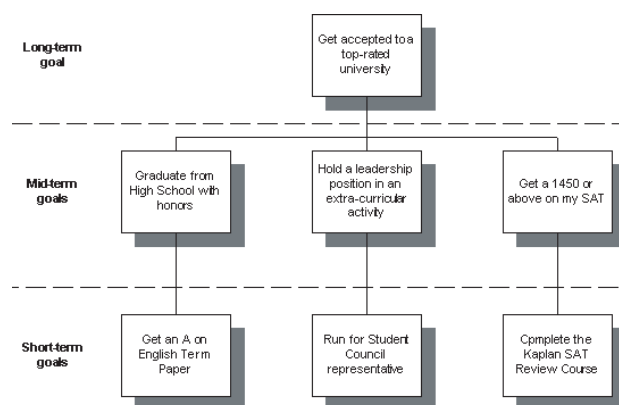 Long-term
goal
Get accepted to a
top-rated
university
Mid-term
goals
Graduate from
High School with
honors
Hold a leadership
position in an
extra-curricular
activity
Get a 1450 or
above on my SAT
Short-term
goals
Get an A on
English Term
Paper
Run for Student
Council
representative
Cpmplete the
Kaplan SAT
Review Course